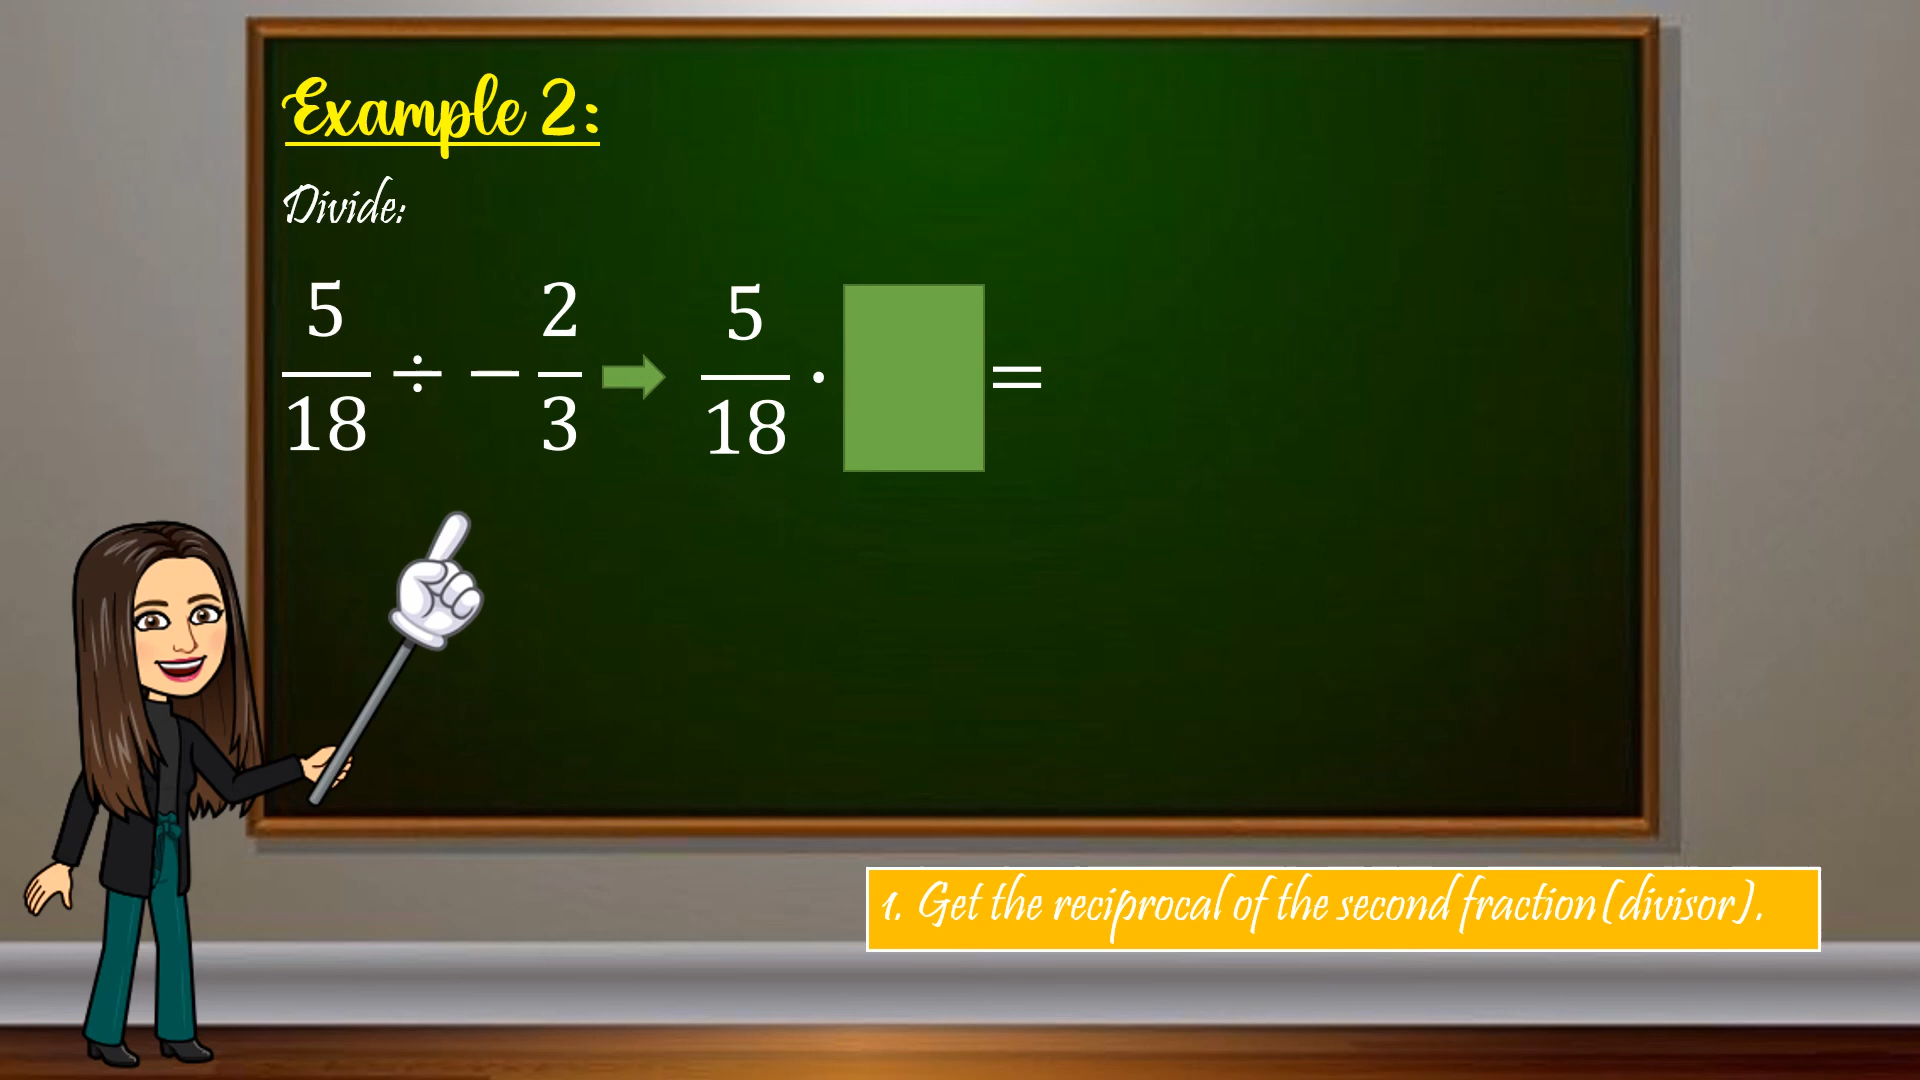 Example 2:
Divide:
5/18 ÷ − 2/3 5/18 · =
1. Get the reciprocal of the second fraction (divisor).